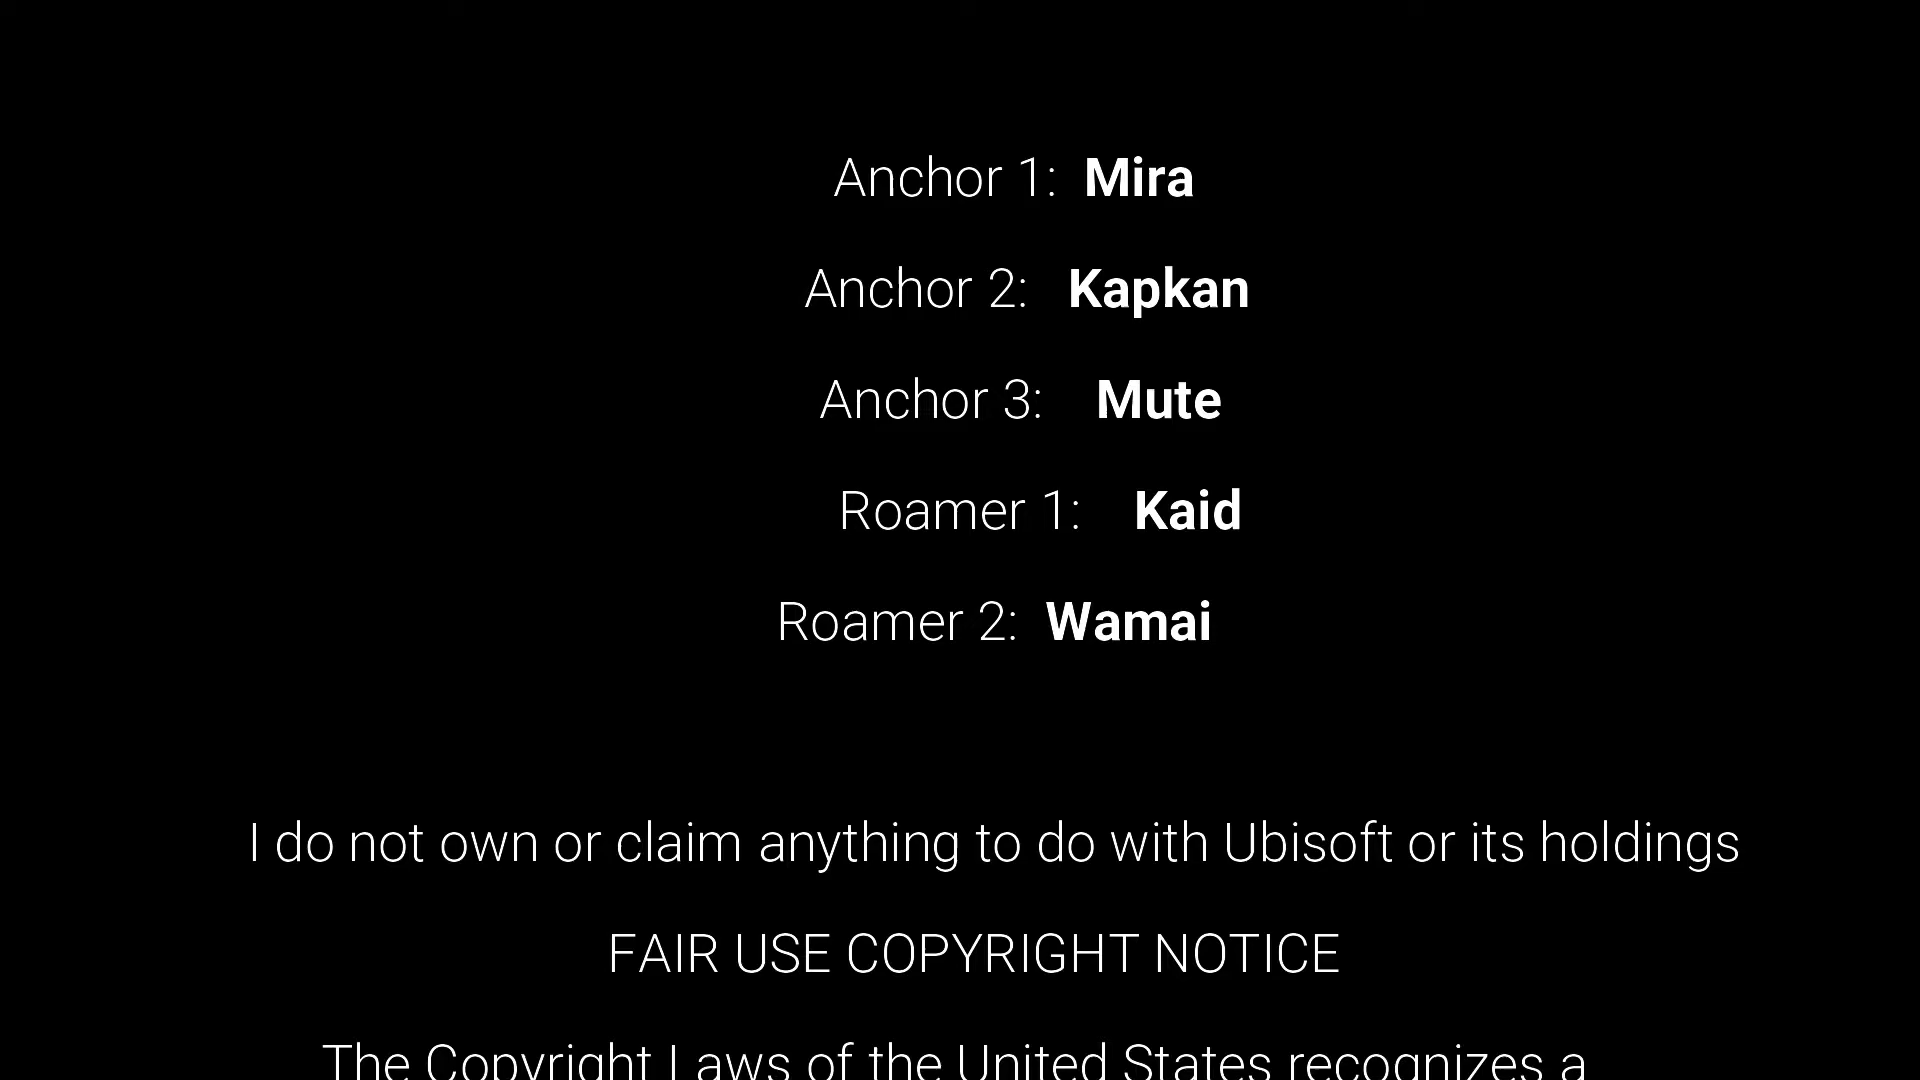 Anchor 1: Mira
Anchor 2: Kapkan
Anchor 3: Mute
Roamer 1: Kaid
Roamer 2: Wamai
I do not own or claim anything to do with Ubisoft or its holdings
FAIR USE COPYRIGHT NOTICE
The Copyright Laws of the United States recognizes a